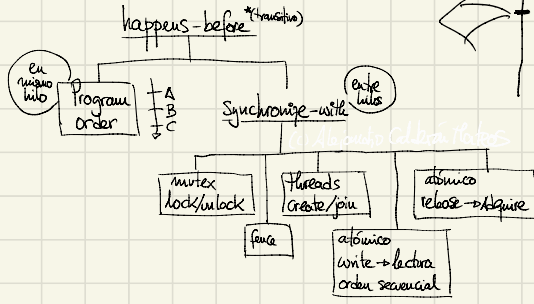 happens-before *(transitivo)
en
mismo
hilo
Program
order
A
B
C
Synchronize-with
entre
hilos
mutex
lock/unlock
fence
threads
create/join
atómico
write → lectura
orden secuencial
atómico
release → Adquire